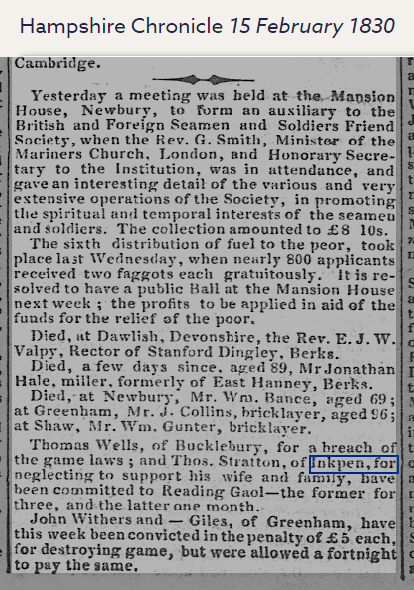 Hampshire Chronicle 15 February 1830
Cambridge.
Yesterday a meeting was held at the Mansion
House, Newbury, to form an auxiliary to the
British and Foreign Seamen and Soldiers Friend
Society, when the Rev. G. Smith, Minister of the
Mariners Church, London, and Honorary Secre-
tary to the Institution, was in attendance, and
gave an interesting detail of the various and very
extensive operations of the Society, in promoting
the spiritual and temporal interests of the seamen
and soldiers. The collection amounted to £8 10s.
The sixth distribution of fuel to the poor, took
place last Wednesday, when nearly 800 applicants
received two faggots each gratuitously. It is re-
solved to have a public Ball at the Mansion House
next week; the profits to be applied in aid of the
funds for the relief of the poor.
Died, at Dawlish, Devonshire, the Rev. E. J. W.
Valpy, Rector of Stanford Dingley, Berks.
Died, a few days since, aged 89, Mr Jonathan
Hale, miller, formerly of East Hanney, Berks.
Died, at Newbury, Mr. Wm. Bance, aged 69;
at Greenham, Mr. J. Collins, bricklayer, aged 96;
at Shaw, Mr. Wm. Gunter, bricklayer.
Thomas Wells, of Bucklebury, for a breach of
the game laws; and Thos. Stratton, of Inkpen, for
neglecting to support his wife and family, have
been committed to Reading Gaol—the former for
three, and the latter one month.
John Withers and — Giles, of Greenham, have
this week been convicted in the penalty of £5 each,
for destroying game, but were allowed a fortnight
to pay the same.